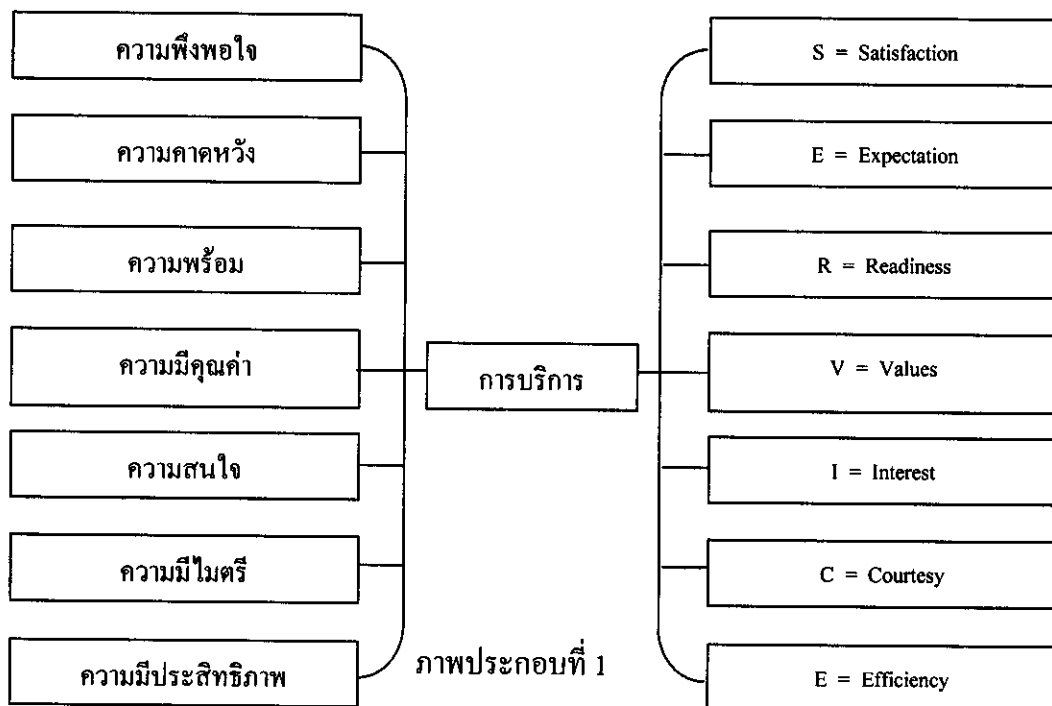 ความพึงพอใจ
ความคาดหวัง
ความพร้อม
ความมีคุณค่า
ความสนใจ
ความมีไมตรี
ความมีประสิทธิภาพ
การบริการ
ภาพประกอบที่ 1
S = Satisfaction
E = Expectation
R = Readiness
V = Values
I = Interest
C = Courtesy
E = Efficiency